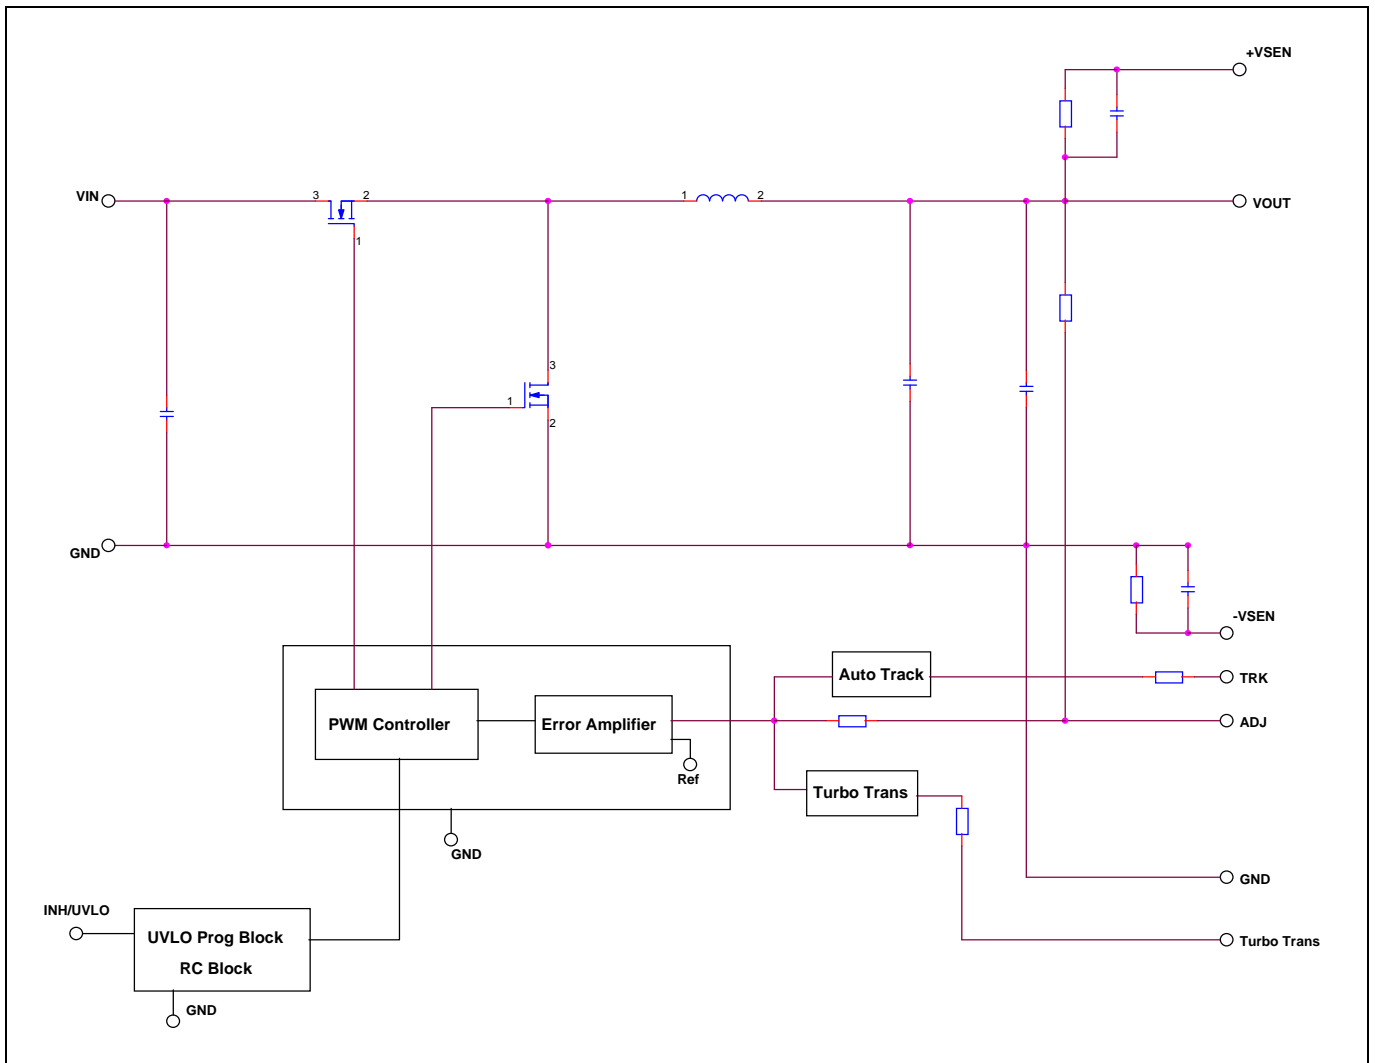 +VSEN
VIN
3
2
1
2
VOUT
1
3
1
2
GND
-VSEN
Auto Track
TRK
PWM Controller
Error Amplifier
ADJ
Ref
Turbo Trans
GND
GND
INH/UVLO
UVLO Prog Block
RC Block
Turbo Trans
GND